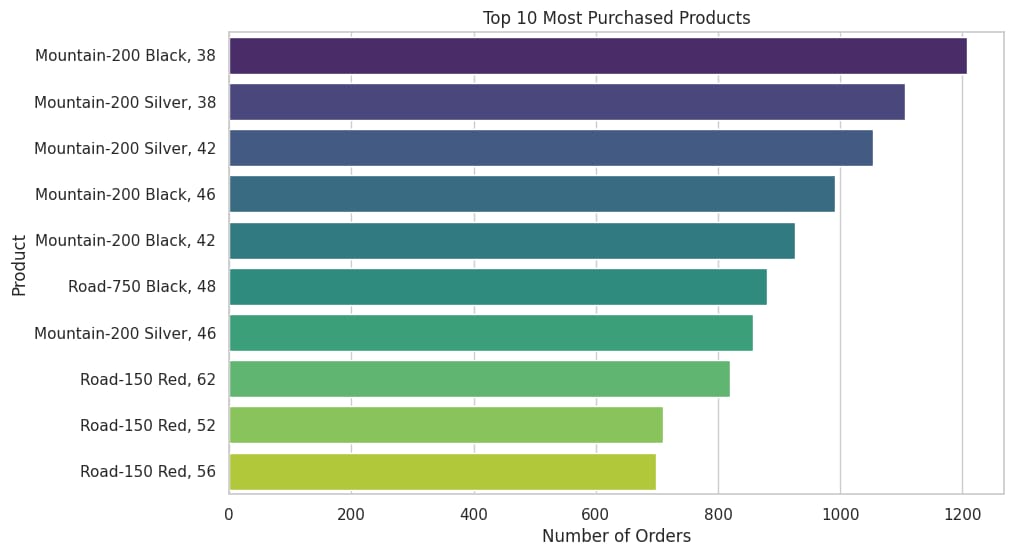 Top 10 Most Purchased Products
Product
Mountain-200 Black, 38
Mountain-200 Silver, 38
Mountain-200 Silver, 42
Mountain-200 Black, 46
Mountain-200 Black, 42
Road-750 Black, 48
Mountain-200 Silver, 46
Road-150 Red, 62
Road-150 Red, 52
Road-150 Red, 56
0 200 400 600 800 1000 1200
Number of Orders